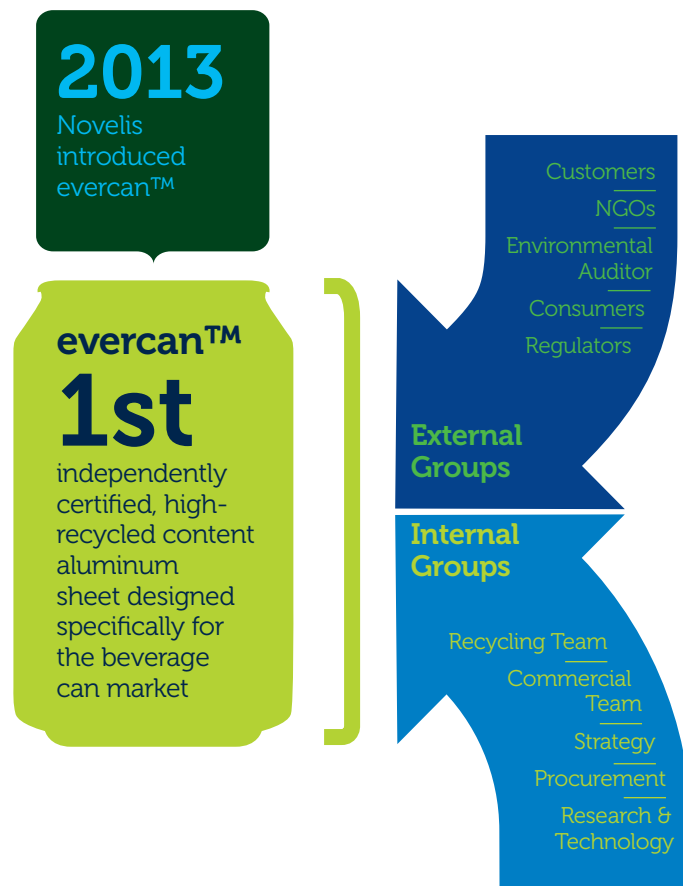 2013
Novelis
introduced
evercan™
evercan™
1st
independently
certified, high-
recycled content
aluminum
sheet designed
specifically for
the beverage
can market
Customers
NGOs
Environmental
Auditor
Consumers
Regulators
External
Groups
Internal
Groups
Recycling Team
Commercial
Team
Strategy
Procurement
Research &
Technology